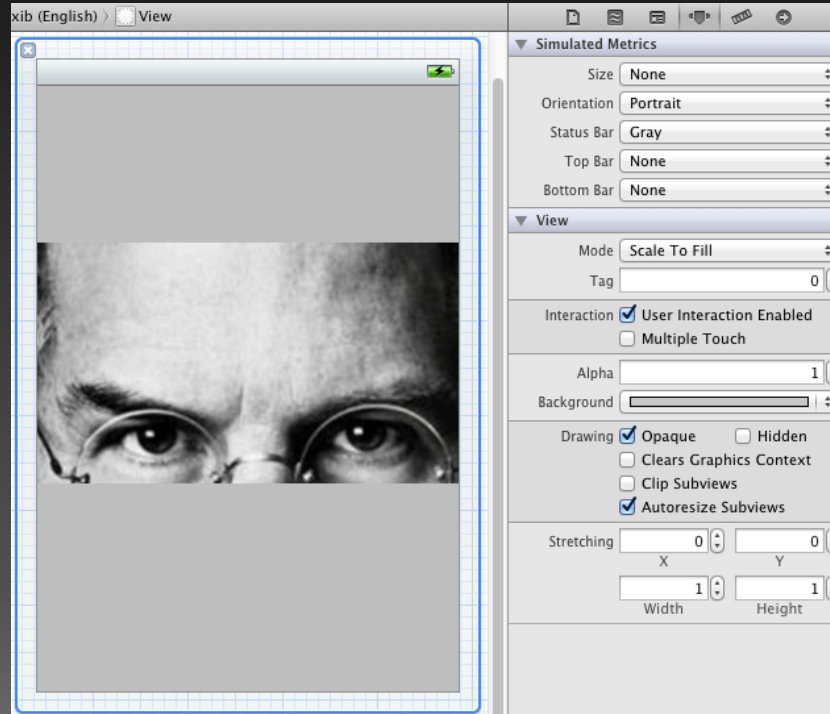 xib (English) 〉 View
Simulated Metrics
Size None
Orientation Portrait
Status Bar Gray
Top Bar None
Bottom Bar None
View
Mode Scale To Fill
Tag 0
Interaction User Interaction Enabled
Multiple Touch
Alpha 1
Background
Drawing Opaque Hidden
Clears Graphics Context
Clip Subviews
Autoresize Subviews
Stretching 0 0
X Y
1 1
Width Height